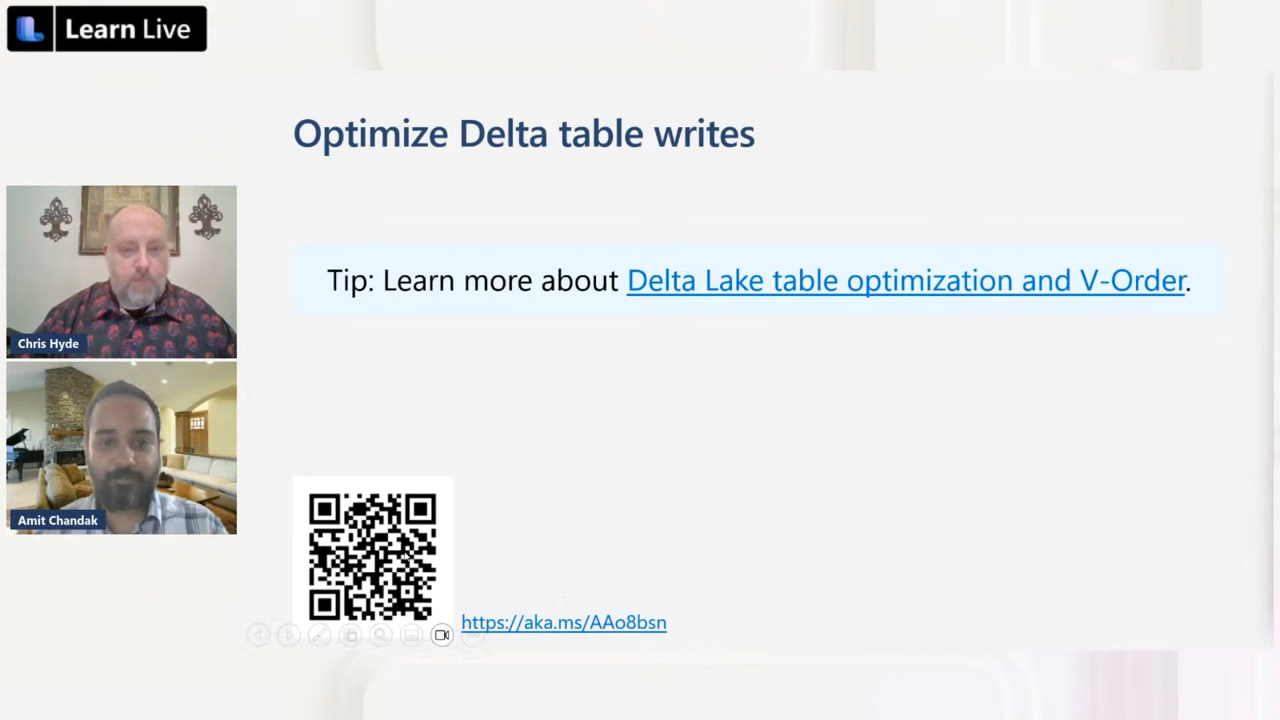 Learn Live
Optimize Delta table writes
Tip: Learn more about Delta Lake table optimization and V-Order.
Chris Hyde
Amit Chandak
https://aka.ms/AAo8bsn